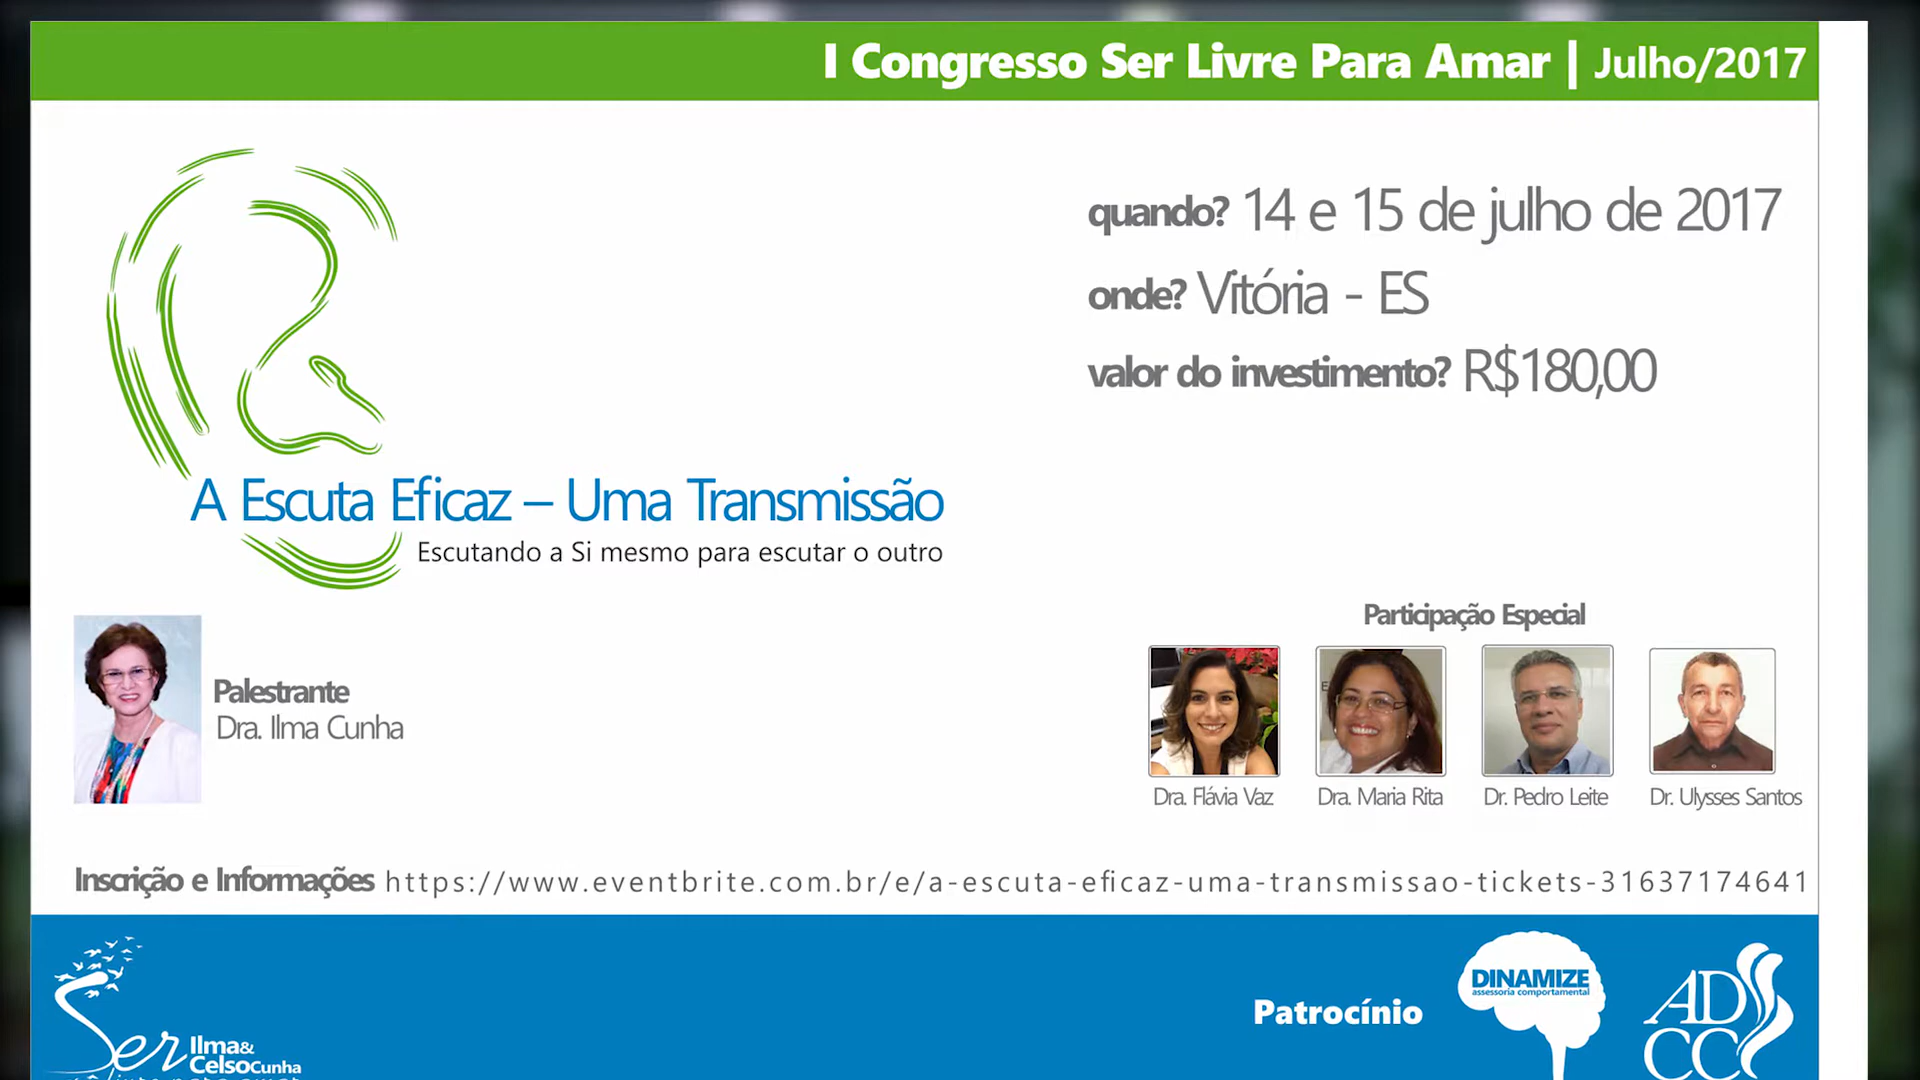 I Congresso Ser Livre Para Amar | Julho/2017
quando? 14 e 15 de julho de 2017
onde? Vitória - ES
valor do investimento? R$180,00
A Escuta Eficaz – Uma Transmissão
Escutando a Si mesmo para escutar o outro
Palestrante
Dra. Ilma Cunha
Participação Especial
Dra. Flávia Vaz
Dra. Maria Rita
Dr. Pedro Leite
Dr. Ulysses Santos
Inscrição e Informações https://www.eventbrite.com.br/e/a-escuta-eficaz-uma-transmissao-tickets-31637174641
Ser Ilma&
CelsoCunha
Patrocínio
DINAMIZE
assessoria comportamental
AD
CC